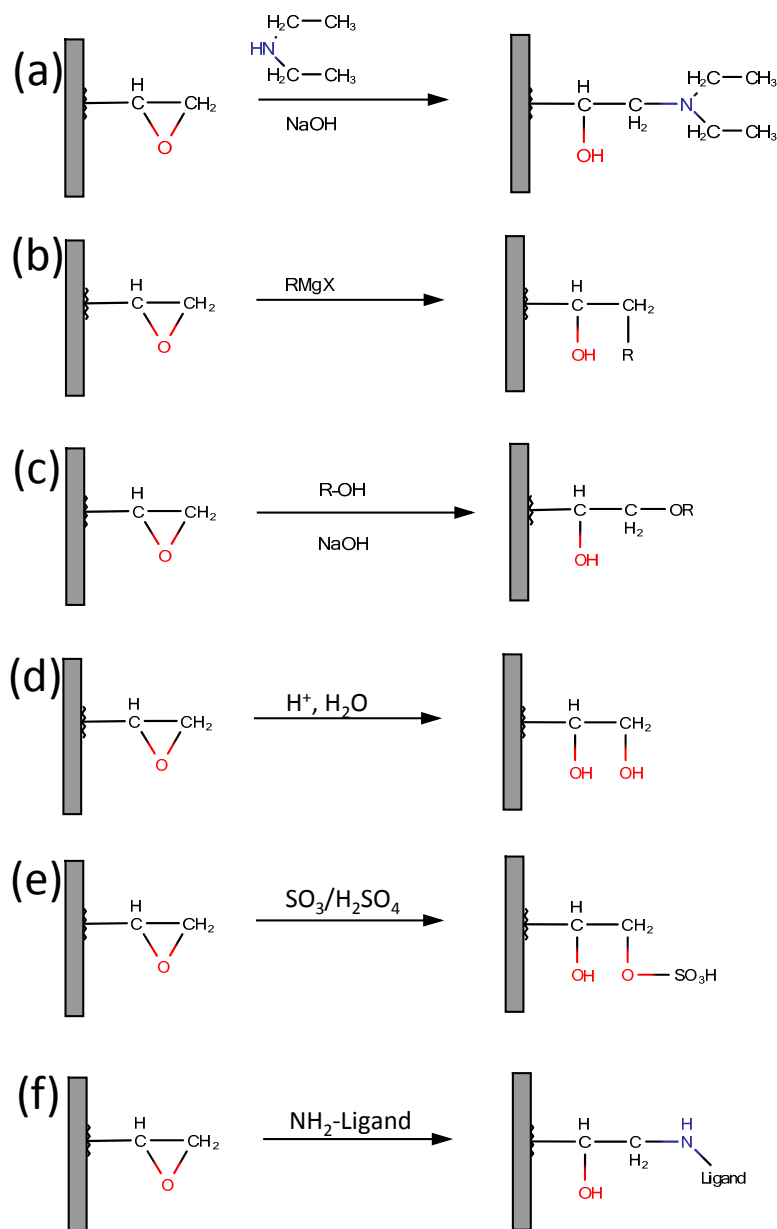 (a)
H
C
CH₂
O
H₂C
CH₃
HN
H₂C
CH₃
NaOH
H
C
OH
C
H₂
N
H₂C
CH₃
H₂C
CH₃
(b)
H
C
CH₂
O
RMgX
H
C
CH₂
OH
R
(c)
H
C
CH₂
O
R-OH
NaOH
H
C
OH
C
H₂
OR
(d)
H
C
CH₂
O
H⁺, H₂O
H
C
CH₂
OH
OH
(e)
H
C
CH₂
O
SO₃/H₂SO₄
H
C
CH₂
OH
O
SO₃H
(f)
H
C
CH₂
O
NH₂-Ligand
H
C
OH
C
H₂
H
N
Ligand